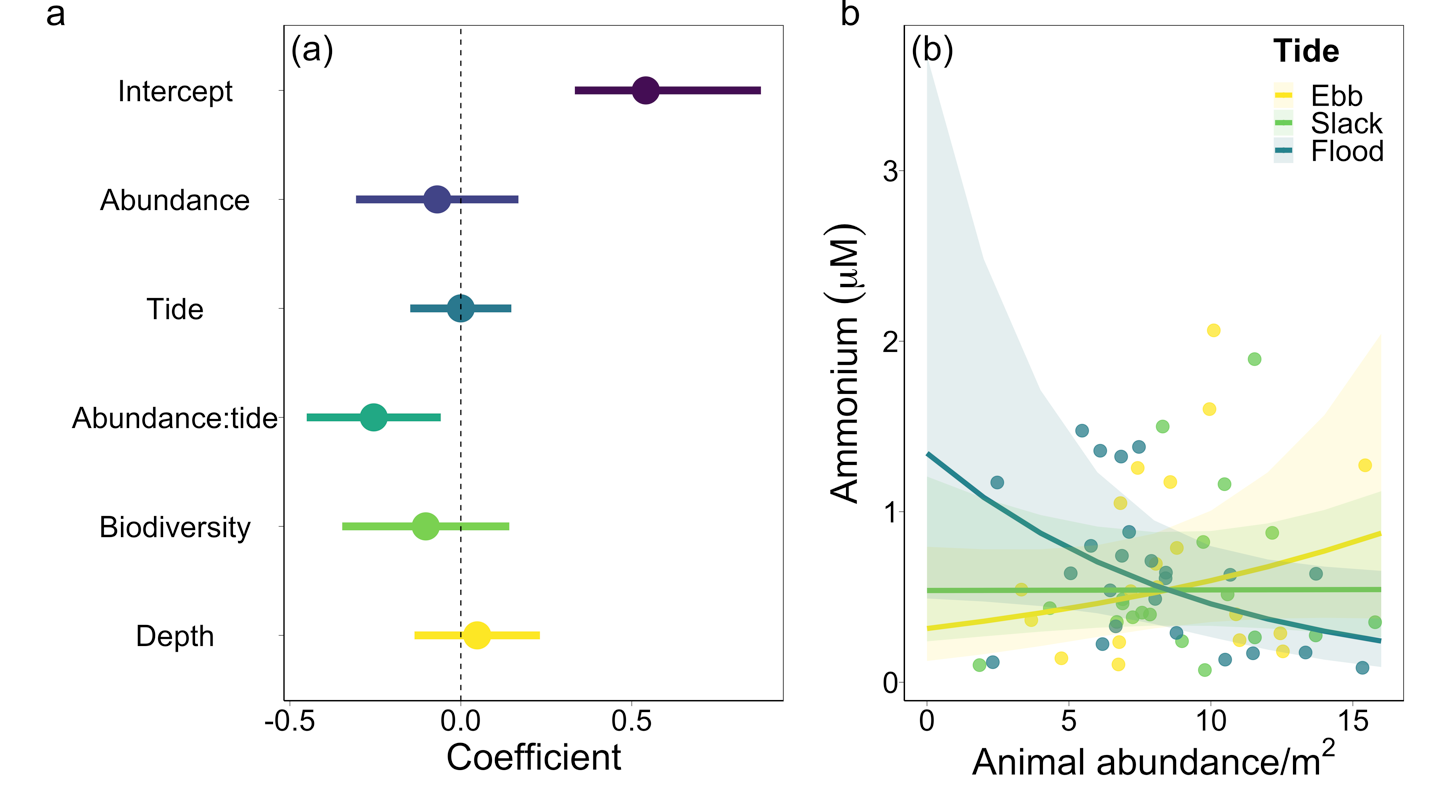 a
(a)
Intercept
Abundance
Tide
Abundance:tide
Biodiversity
Depth
-0.5 0.0 0.5
Coefficient
b
(b)
Tide
Ebb
Slack
Flood
3
2
1
0
Ammonium (μM)
0 5 10 15
Animal abundance/m²